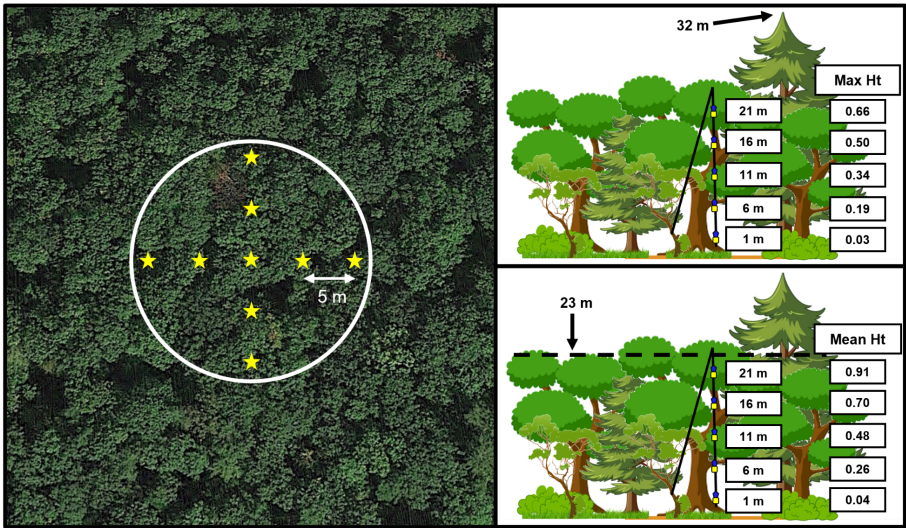 5 m
32 m
Max Ht
21 m 0.66
16 m 0.50
11 m 0.34
6 m 0.19
1 m 0.03
23 m
Mean Ht
21 m 0.91
16 m 0.70
11 m 0.48
6 m 0.26
1 m 0.04